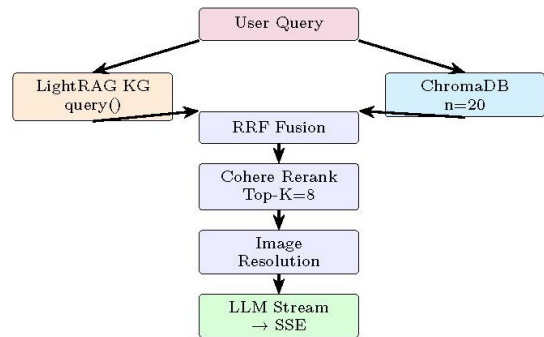 User Query
LightRAG KG
query()
ChromaDB
n=20
RRF Fusion
Cohere Rerank
Top-K=8
Image
Resolution
LLM Stream
→ SSE